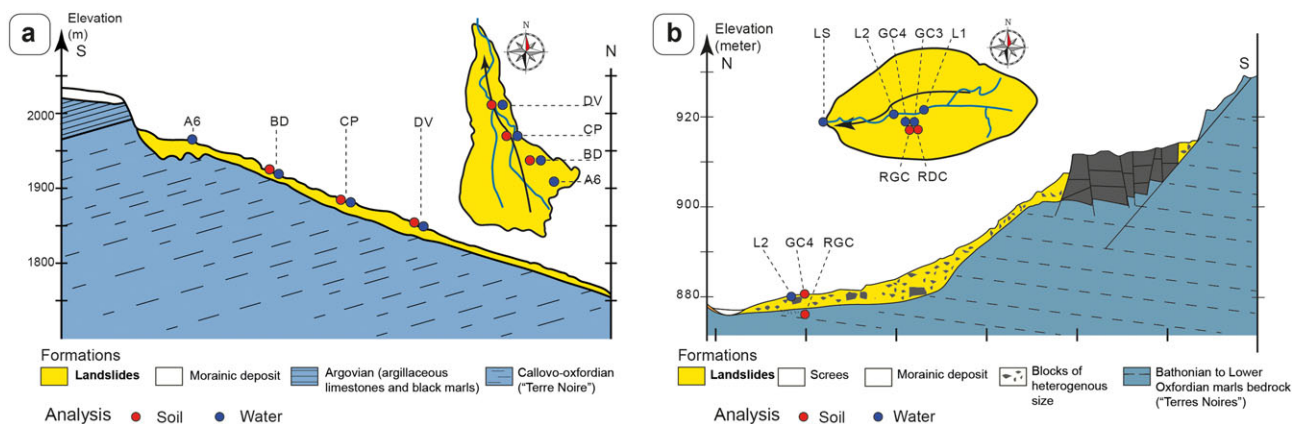 a
Elevation
(m)
S
N
N
2000
1900
1800
A6
BD
CP
DV
DV
CP
BD
A6
Formations
Landslides
Morainic deposit
Argovian (argillaceous
limestones and black marls)
Callovo-oxfordian
("Terre Noire")
Analysis
Soil
Water
b
Elevation
(meter)
N
S
N
920
900
880
LS
L2
GC4
GC3
L1
RGC
RDC
L2
GC4
RGC
Formations
Landslides
Screes
Morainic deposit
Blocks of
heterogenous
size
Bathonian to Lower
Oxfordian marls bedrock
("Terres Noires")
Analysis
Soil
Water